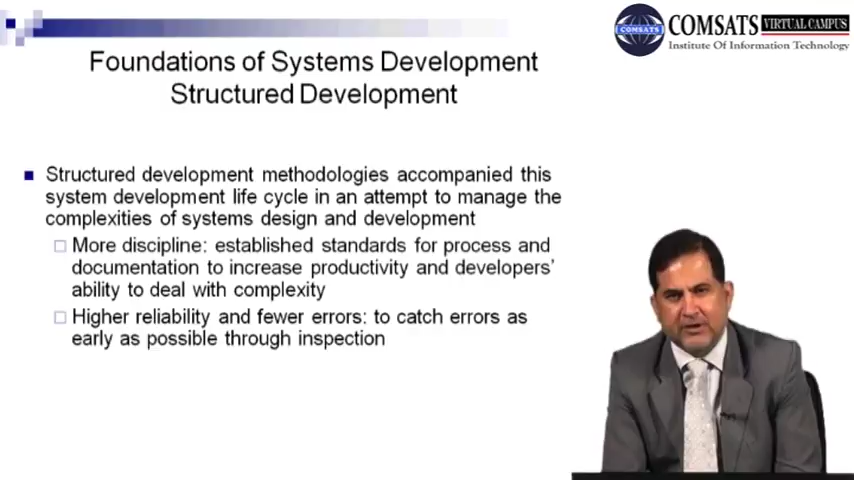 COMSATS VIRTUAL CAMPUS
COMSATS
Institute Of Information Technology
Foundations of Systems Development
Structured Development
Structured development methodologies accompanied this
system development life cycle in an attempt to manage the
complexities of systems design and development
More discipline: established standards for process and
documentation to increase productivity and developers'
ability to deal with complexity
Higher reliability and fewer errors: to catch errors as
early as possible through inspection